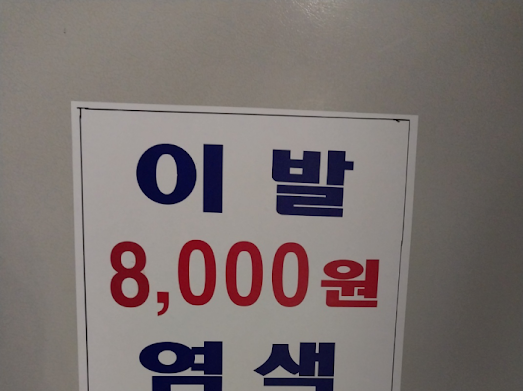 이 발
8,000원
염 색